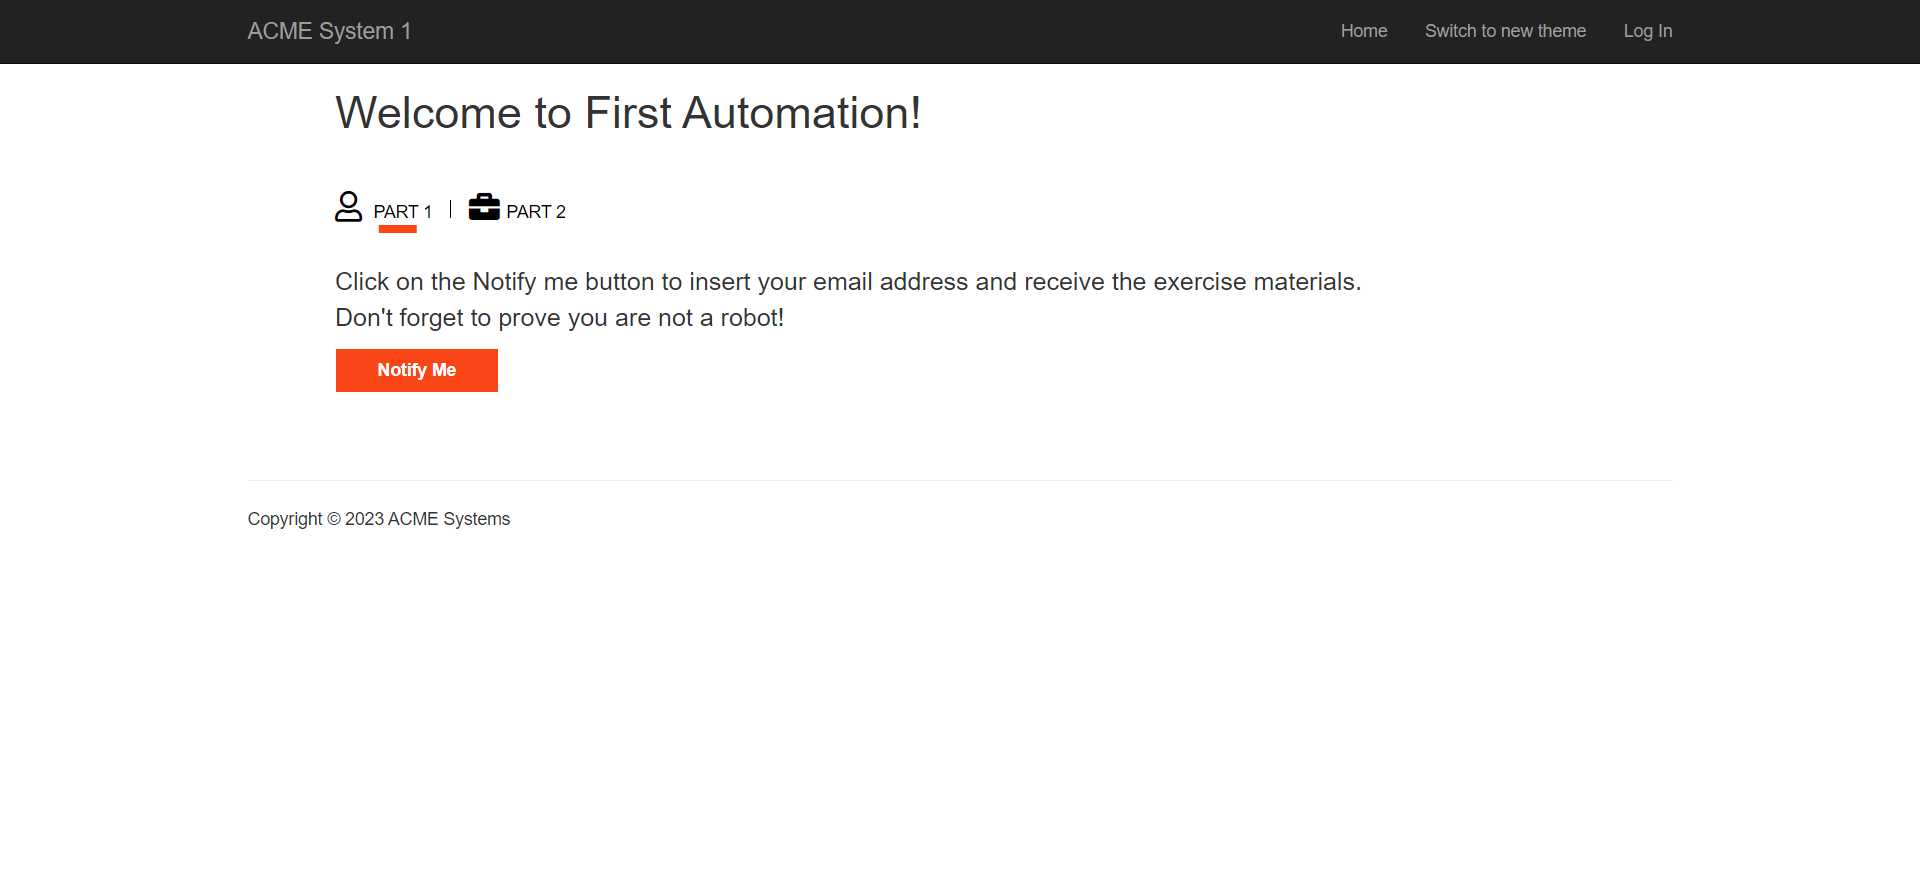 ACME System 1
Home
Switch to new theme
Log In
Welcome to First Automation!
PART 1
PART 2
Click on the Notify me button to insert your email address and receive the exercise materials.
Don't forget to prove you are not a robot!
Notify Me
Copyright © 2023 ACME Systems